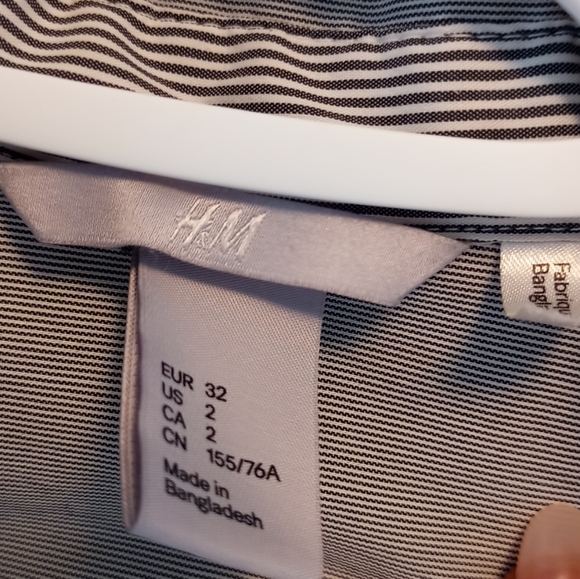 H&M
EUR 32
US 2
CA 2
CN 155/76A
Made in
Bangladesh